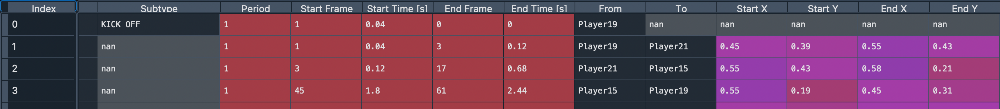 Index Subtype Period Start Frame Start Time [s] End Frame End Time [s] From To Start X Start Y End X End Y
0 KICK OFF 1 1 0.04 0 0 Player19 nan nan nan nan nan
1 nan 1 1 0.04 3 0.12 Player19 Player21 0.45 0.39 0.55 0.43
2 nan 1 3 0.12 17 0.68 Player21 Player15 0.55 0.43 0.58 0.21
3 nan 1 45 1.8 61 2.44 Player15 Player19 0.55 0.19 0.45 0.31